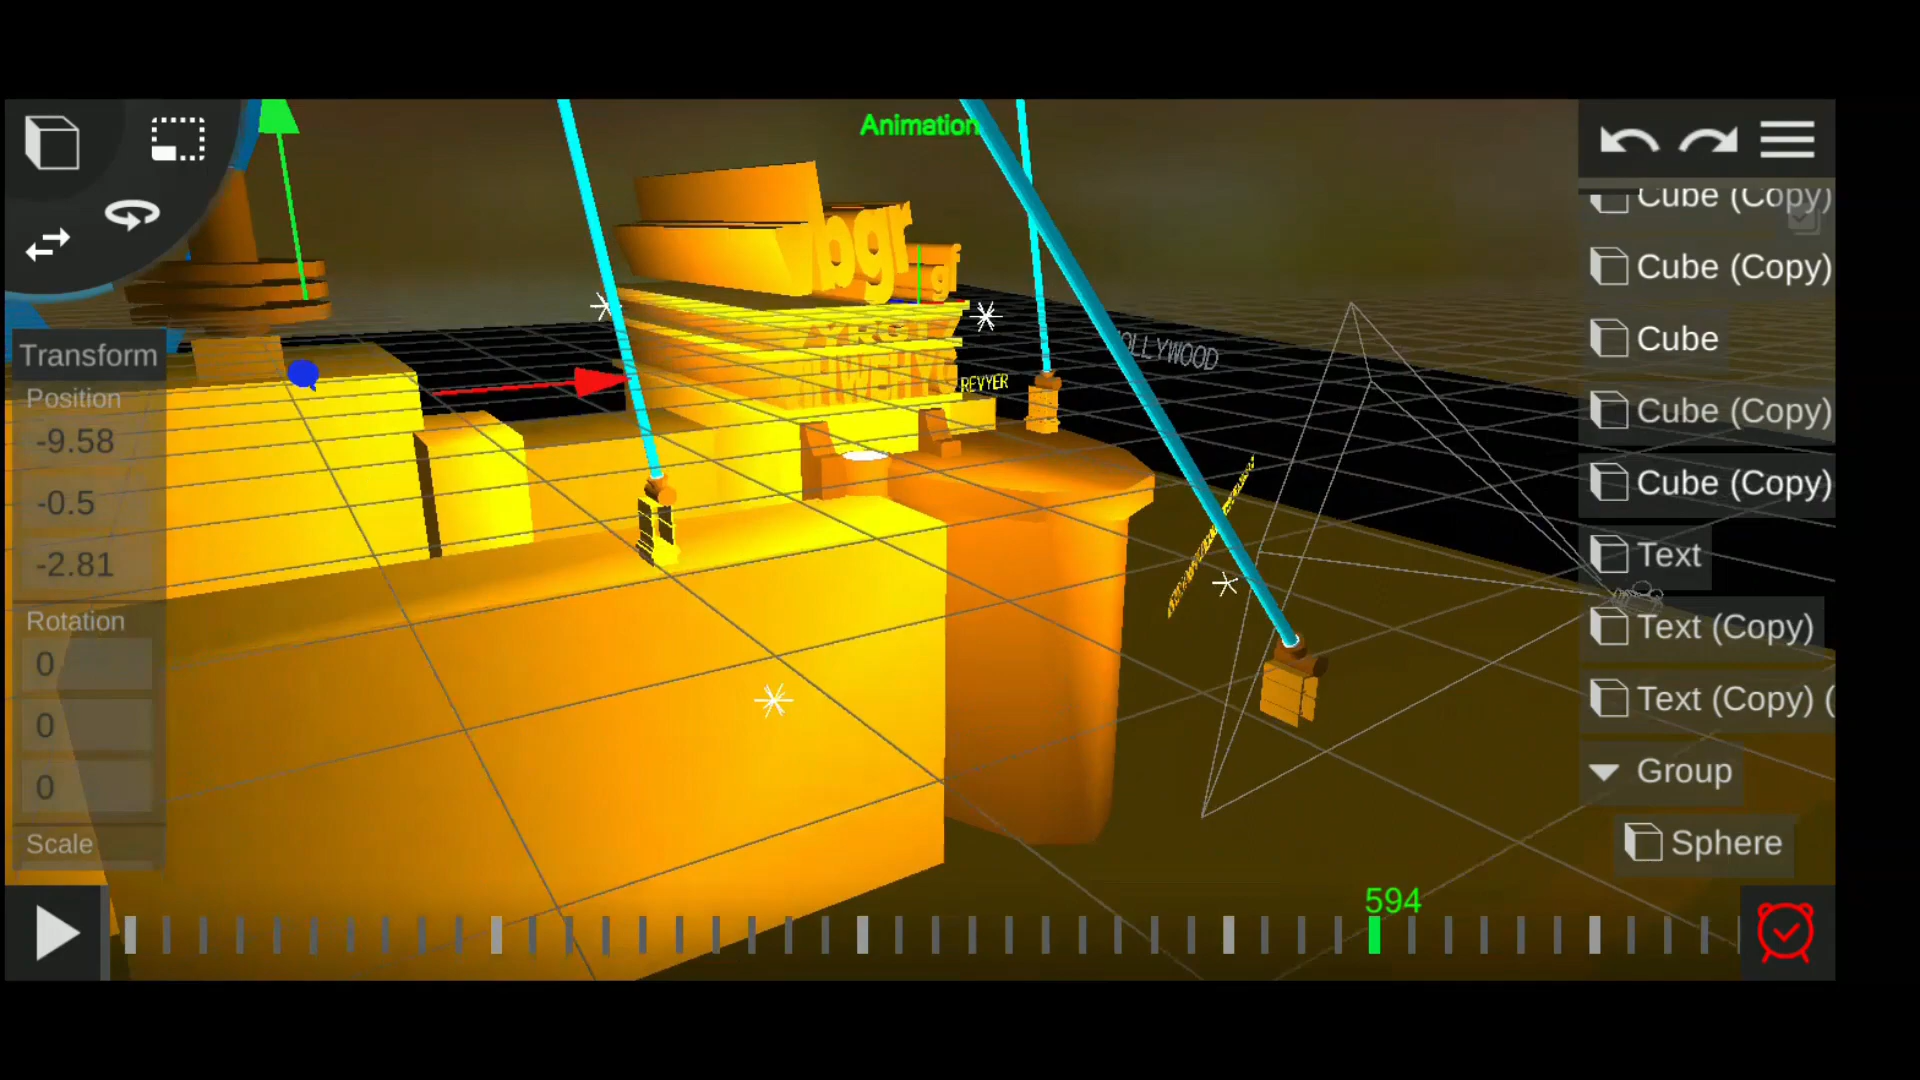 Animation
Cube (Copy)
Cube (Copy)
Cube
Cube (Copy)
Cube (Copy)
Text
Text (Copy)
Text (Copy) (
Group
Sphere
Transform
Position
-9.58
-0.5
-2.81
Rotation
0
0
0
Scale
REVYER
594